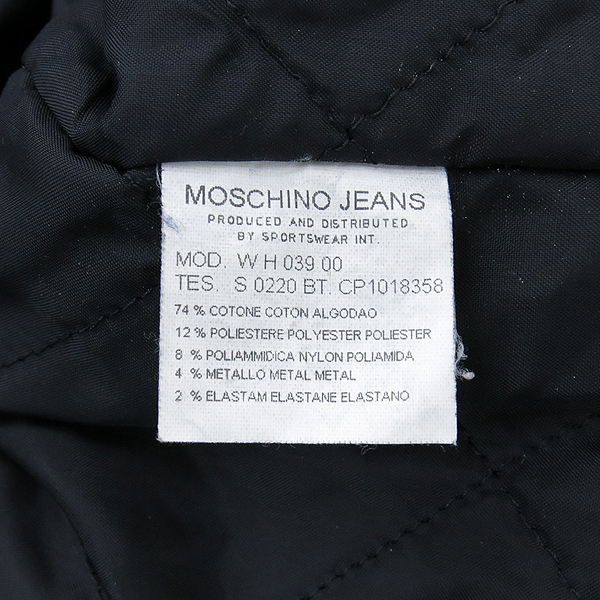 MOSCHINO JEANS
PRODUCED AND DISTRIBUTED
BY SPORTSWEAR INT.
MOD. W H 039 00
TES. S 0220 BT. CP1018358
74 % COTONE COTON ALGODAO
12 % POLIESTERE POLYESTER POLIESTER
8 % POLIAMMIDICA NYLON POLIAMIDA
4 % METALLO METAL METAL
2 % ELASTAM ELASTANE ELASTANO